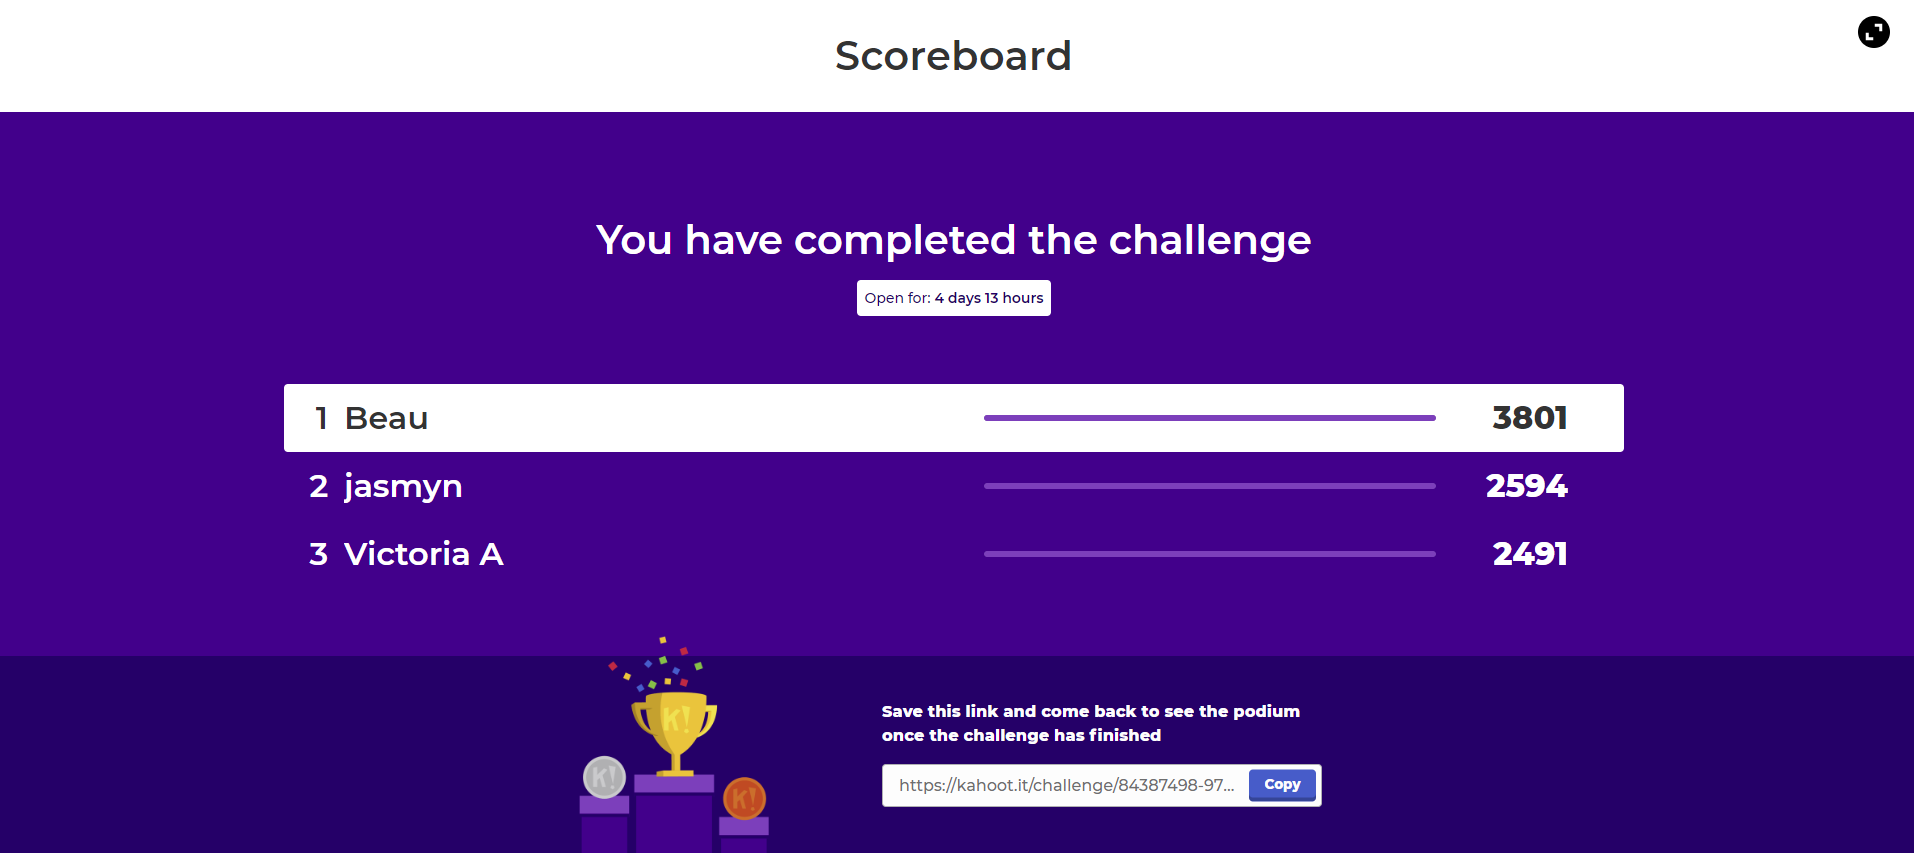 Scoreboard
You have completed the challenge
Open for: 4 days 13 hours
1 Beau 3801
2 jasmyn 2594
3 Victoria A 2491
K!
K!
K!
Save this link and come back to see the podium
once the challenge has finished
https://kahoot.it/challenge/84387498-97... Copy